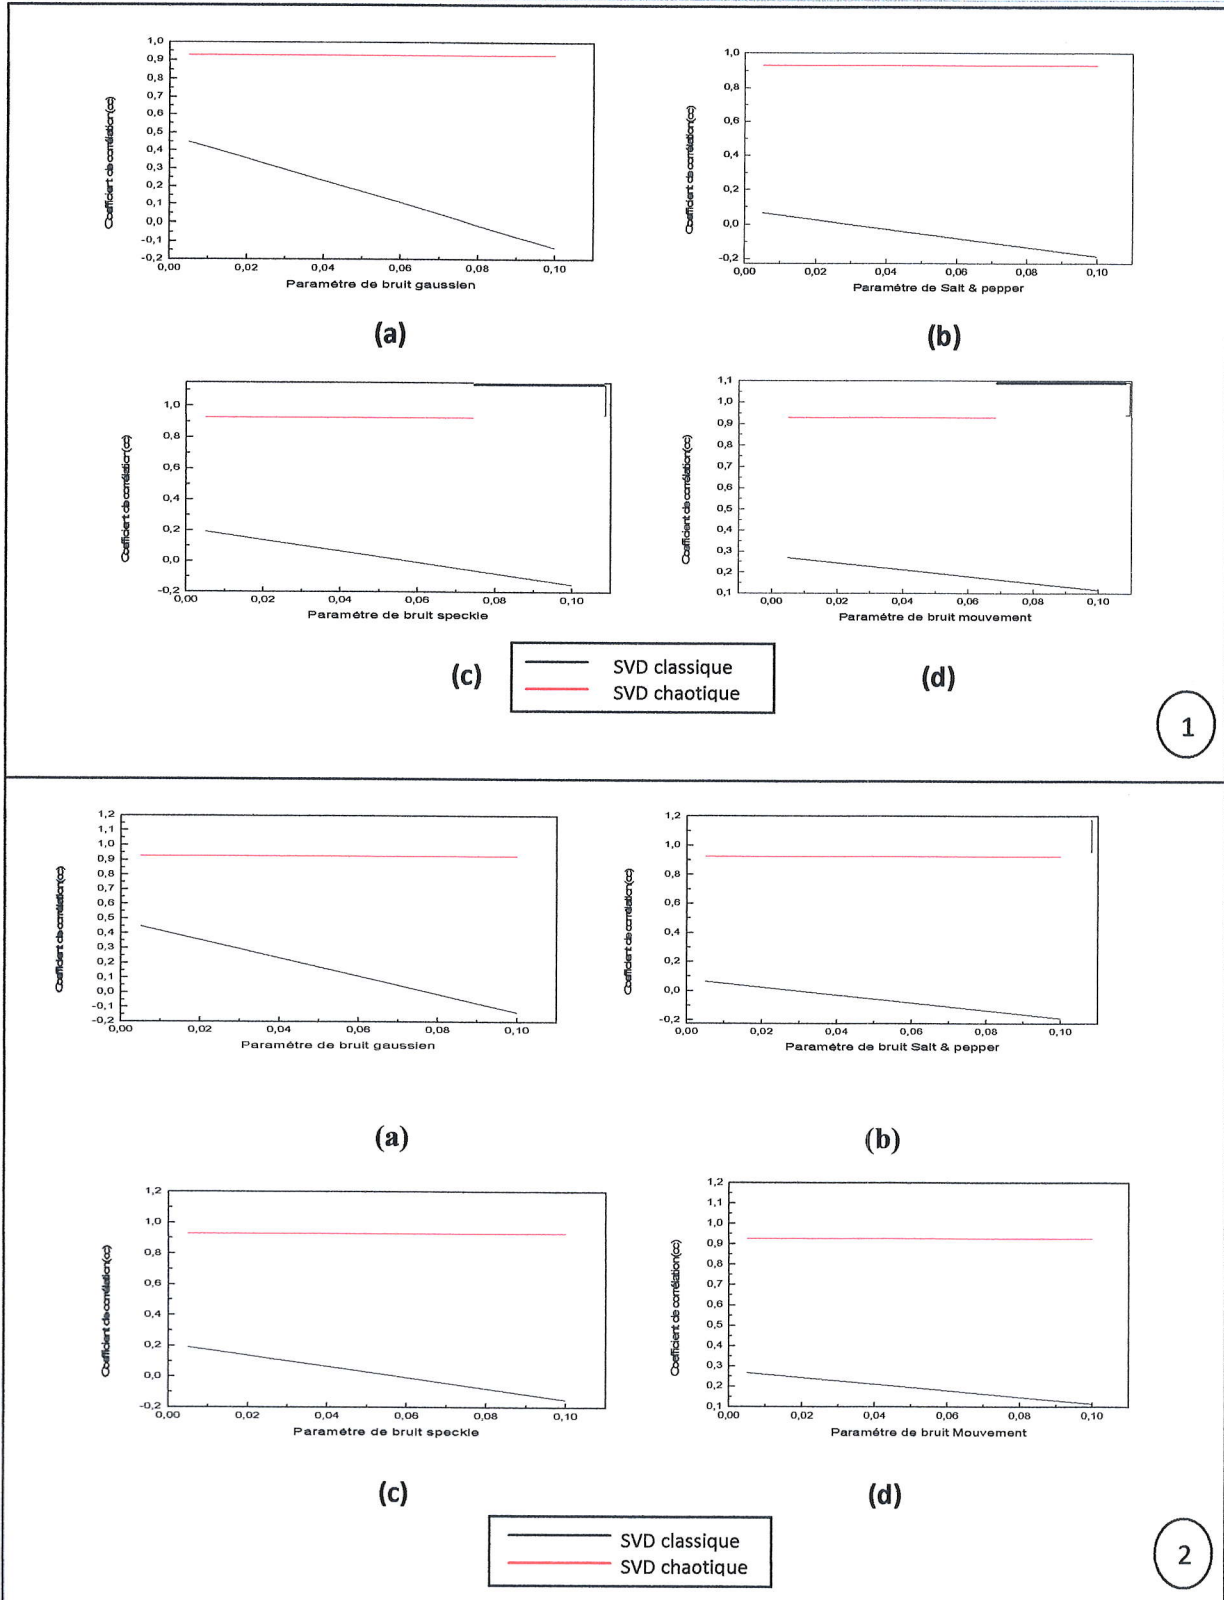 1,0
0,9
0,8
0,7
0,6
0,5
0,4
0,3
0,2
0,1
0,0
-0,1
-0,2
Coefficient de corrélation(cc)
0,00 0,02 0,04 0,06 0,08 0,10
Paramétre de bruit gaussien
(a)
1,0
0,8
0,6
0,4
0,2
0,0
-0,2
Coefficient de corrélation(cc)
0,00 0,02 0,04 0,06 0,08 0,10
Paramétre de Salt & pepper
(b)
1,0
0,8
0,6
0,4
0,2
0,0
-0,2
Coefficient de corrélation(cc)
0,00 0,02 0,04 0,06 0,08 0,10
Paramétre de bruit speckle
(c)
1,1
1,0
0,9
0,8
0,7
0,6
0,5
0,4
0,3
0,2
0,1
Coefficient de corrélation(cc)
0,00 0,02 0,04 0,06 0,08 0,10
Paramétre de bruit mouvement
(d)
SVD classique
SVD chaotique
1
1,2
1,1
1,0
0,9
0,8
0,7
0,6
0,5
0,4
0,3
0,2
0,1
0,0
-0,1
-0,2
Coefficient de corrélation(cc)
0,00 0,02 0,04 0,06 0,08 0,10
Paramétre de bruit gaussien
(a)
1,2
1,0
0,8
0,6
0,4
0,2
0,0
-0,2
Coefficient de corrélation(cc)
0,00 0,02 0,04 0,06 0,08 0,10
Paramétre de bruit Salt & pepper
(b)
1,2
1,0
0,8
0,6
0,4
0,2
0,0
-0,2
Coefficient de corrélation(cc)
0,00 0,02 0,04 0,06 0,08 0,10
Paramétre de bruit speckle
(c)
1,2
1,1
1,0
0,9
0,8
0,7
0,6
0,5
0,4
0,3
0,2
0,1
Coefficient de corrélation(cc)
0,00 0,02 0,04 0,06 0,08 0,10
Paramétre de bruit Mouvement
(d)
SVD classique
SVD chaotique
2